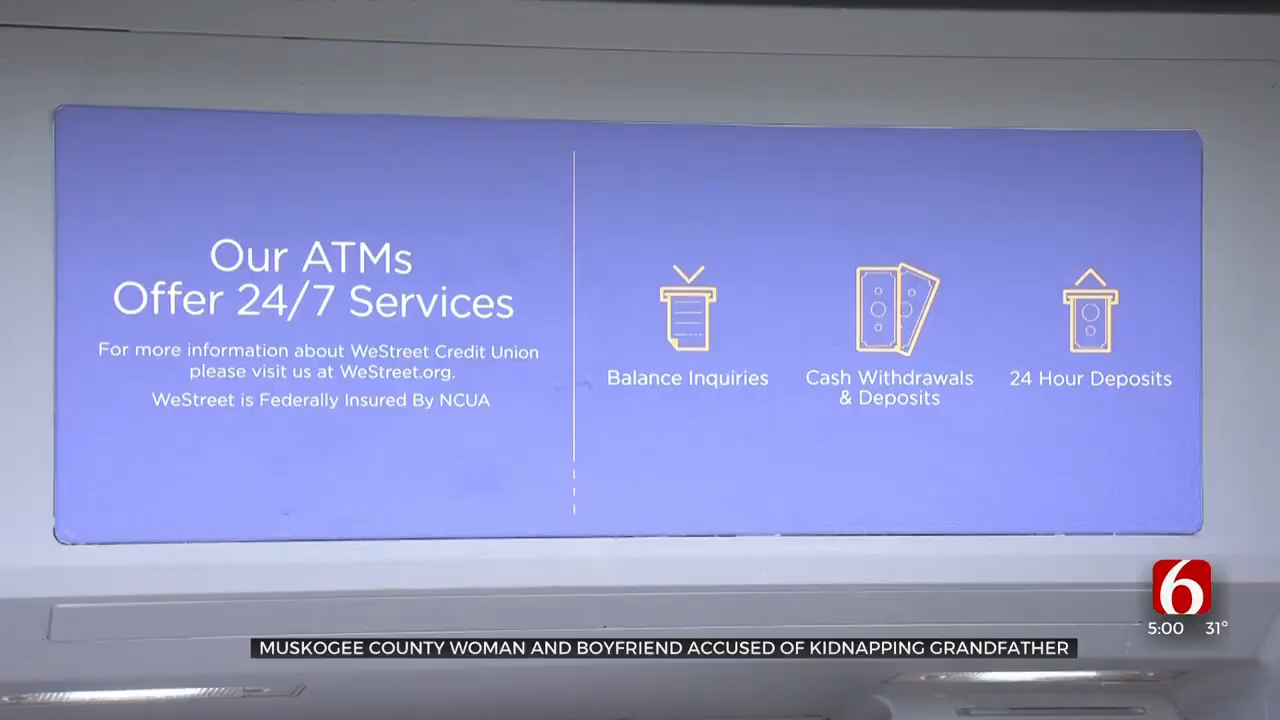 Our ATMs
Offer 24/7 Services
For more information about WeStreet Credit Union
please visit us at WeStreet.org.
WeStreet is Federally Insured By NCUA
Balance Inquiries
Cash Withdrawals
& Deposits
24 Hour Deposits
6
5:00 31°
MUSKOGEE COUNTY WOMAN AND BOYFRIEND ACCUSED OF KIDNAPPING GRANDFATHER